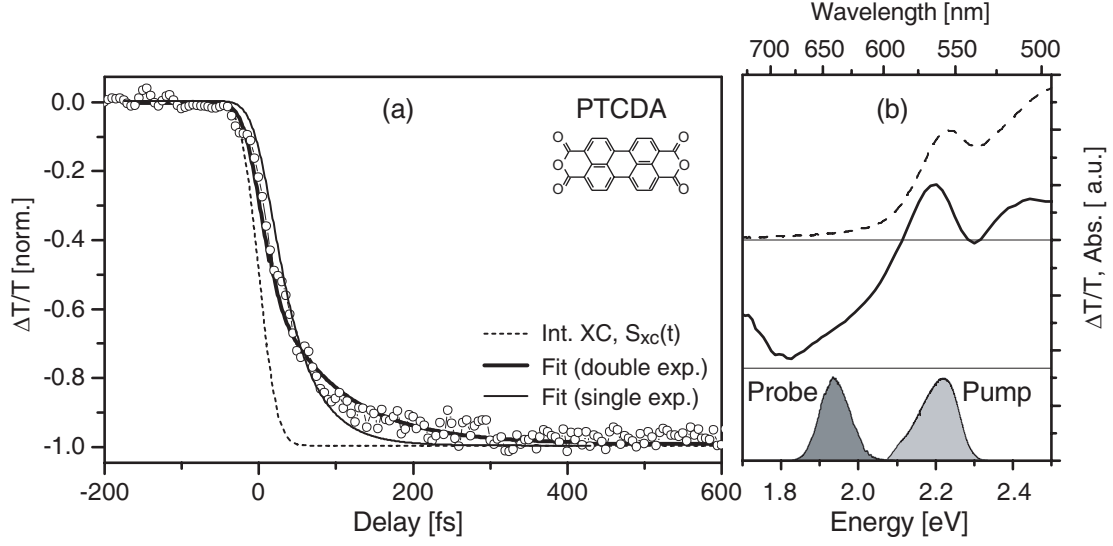 Wavelength [nm]
700 650 600 550 500
(a)
PTCDA
O O
O O
O O
0.0
-0.2
-0.4
-0.6
-0.8
-1.0
ΔT/T [norm.]
Int. XC, Sxc(t)
Fit (double exp.)
Fit (single exp.)
-200 0 200 400 600
Delay [fs]
(b)
ΔT/T, Abs. [ a.u.]
Probe
Pump
1.8 2.0 2.2 2.4
Energy [eV]